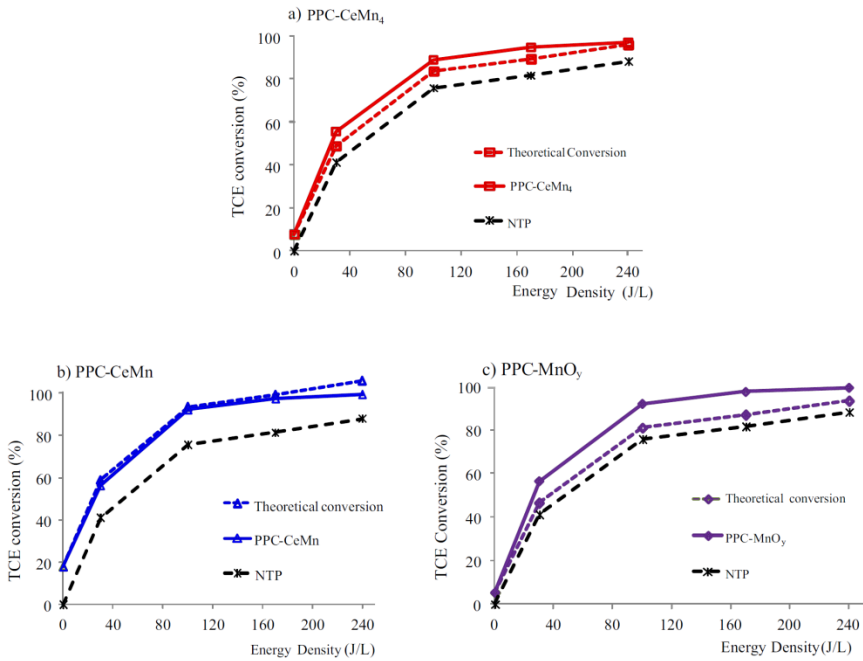 a) PPC-CeMn₄
TCE conversion (%)
100
80
60
40
20
0
Theoretical Conversion
PPC-CeMn₄
NTP
0 40 80 120 160 200 240
Energy Density (J/L)
b) PPC-CeMn
TCE conversion (%)
100
80
60
40
20
0
Theoretical conversion
PPC-CeMn
NTP
0 40 80 120 160 200 240
Energy Density (J/L)
c) PPC-MnOy
TCE Conversion (%)
100
80
60
40
20
0
Theoretical conversion
PPC-MnOy
NTP
0 40 80 120 160 200 240
Energy Density (J/L)